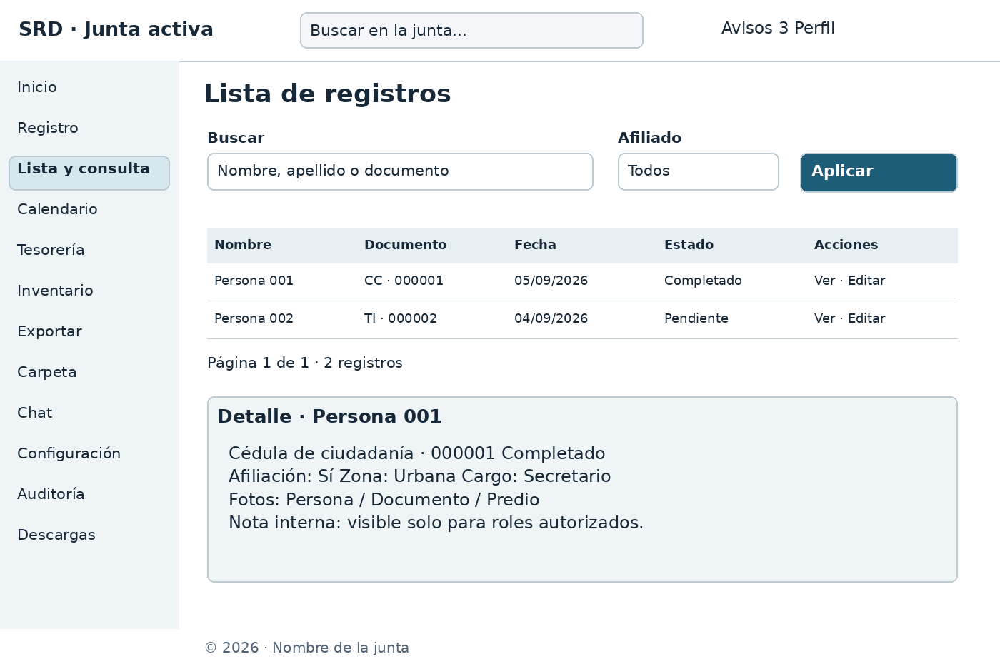 SRD · Junta activa
Buscar en la junta...
Avisos 3 Perfil
Inicio
Registro
Lista y consulta
Calendario
Tesorería
Inventario
Exportar
Carpeta
Chat
Configuración
Auditoría
Descargas
Lista de registros
Buscar
Afiliado
Nombre, apellido o documento
Todos
Aplicar
Nombre Documento Fecha Estado Acciones
Persona 001 CC · 000001 05/09/2026 Completado Ver · Editar
Persona 002 TI · 000002 04/09/2026 Pendiente Ver · Editar
Página 1 de 1 · 2 registros
Detalle · Persona 001
Cédula de ciudadanía · 000001 Completado
Afiliación: Sí Zona: Urbana Cargo: Secretario
Fotos: Persona / Documento / Predio
Nota interna: visible solo para roles autorizados.
© 2026 · Nombre de la junta